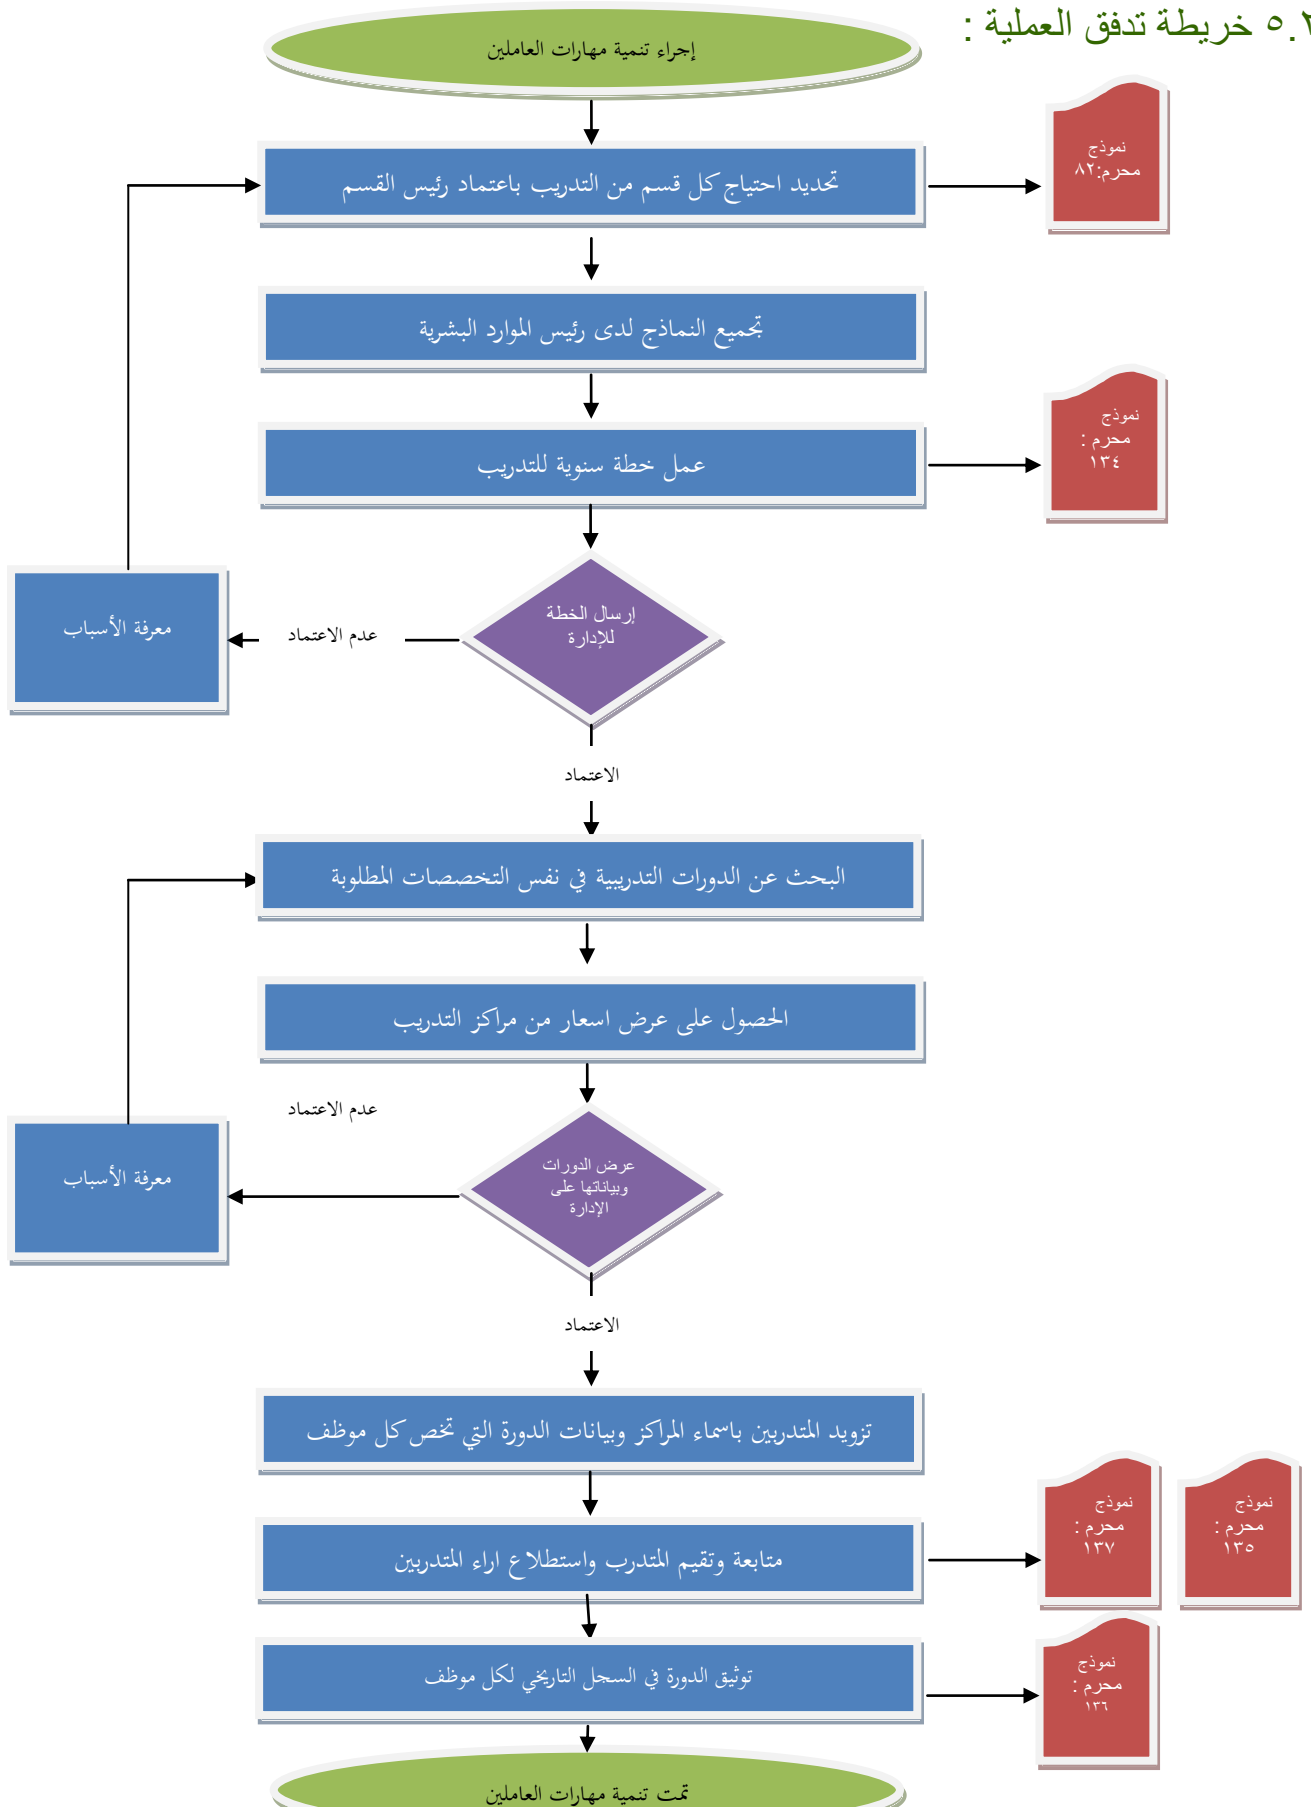 ٥.٢ خريطة تدفق العملية :
إجراء تنمية مهارات العاملين
تحديد احتياج كل قسم من التدريب باعتماد رئيس القسم
نموذج
محرم:٨٢
تجميع النماذج لدى رئيس الموارد البشرية
عمل خطة سنوية للتدريب
نموذج
محرم :
١٣٤
إرسال الخطة
للإدارة
عدم الاعتماد
معرفة الأسباب
الاعتماد
البحث عن الدورات التدريبية في نفس التخصصات المطلوبة
الحصول على عرض اسعار من مراكز التدريب
عدم الاعتماد
عرض الدورات
وبياناتها على
الإدارة
معرفة الأسباب
الاعتماد
تزويد المتدربين باسماء المراكز وبيانات الدورة التي تخص كل موظف
متابعة وتقيم المتدرب واستطلاع اراء المتدربين
نموذج
محرم :
١٣٥
نموذج
محرم :
١٣٧
توثيق الدورة في السجل التاريخي لكل موظف
نموذج
محرم :
١٣٦
تمت تنمية مهارات العاملين